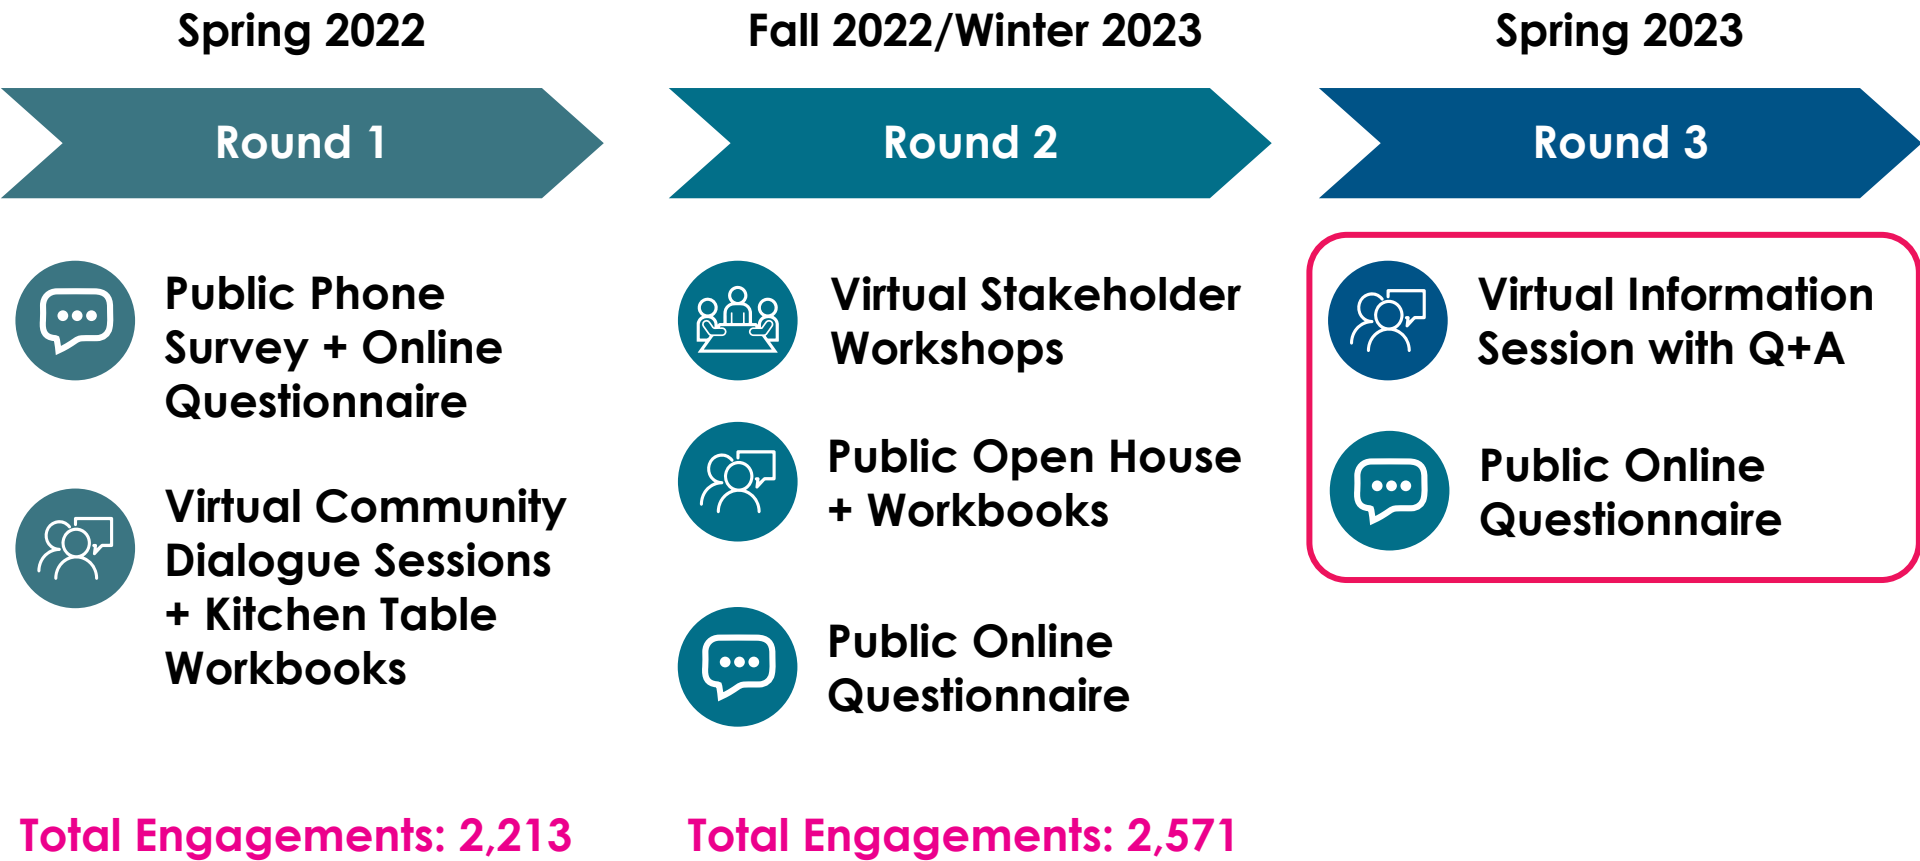 Spring 2022
Round 1
Public Phone
Survey + Online
Questionnaire
Virtual Community
Dialogue Sessions
+ Kitchen Table
Workbooks
Total Engagements: 2,213
Fall 2022/Winter 2023
Round 2
Virtual Stakeholder
Workshops
Public Open House
+ Workbooks
Public Online
Questionnaire
Total Engagements: 2,571
Spring 2023
Round 3
Virtual Information
Session with Q+A
Public Online
Questionnaire